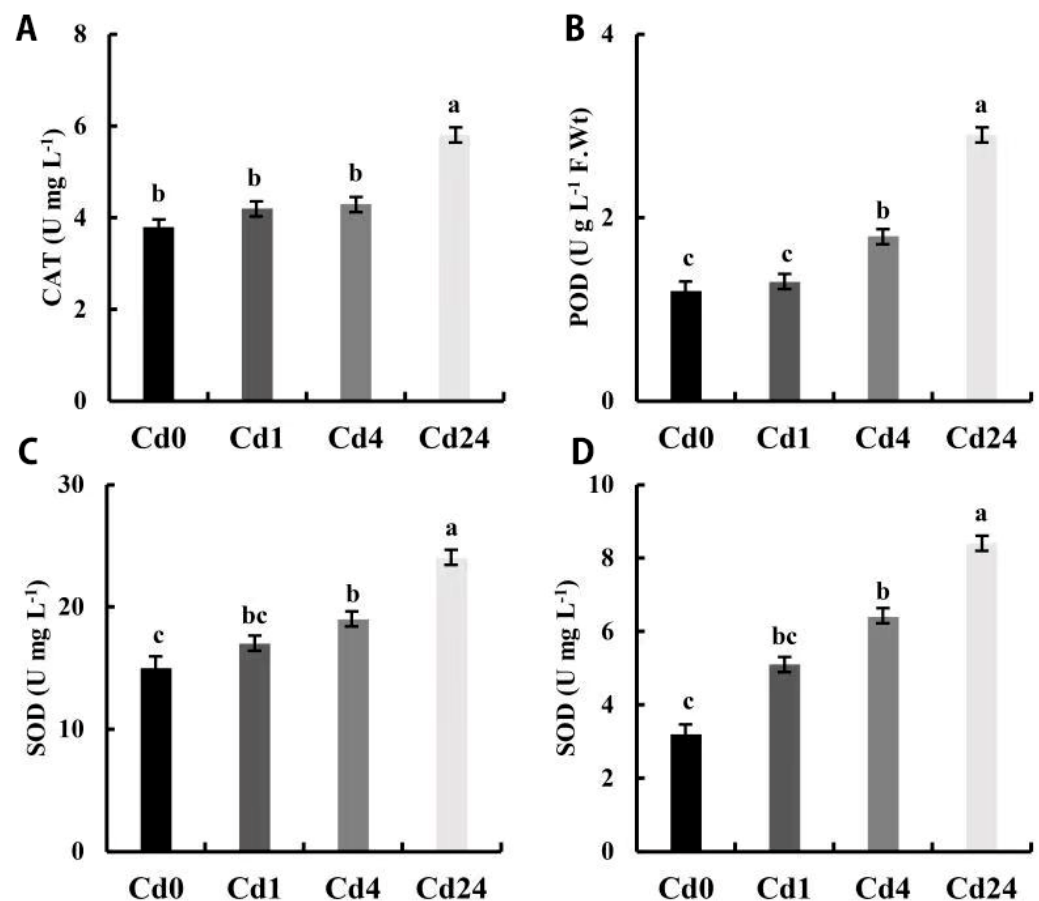 A
CAT (U mg L⁻¹)
8
6
4
2
0
b
b
b
a
Cd0 Cd1 Cd4 Cd24
B
POD (U g L⁻¹ F.Wt)
4
2
0
c
c
b
a
Cd0 Cd1 Cd4 Cd24
C
SOD (U mg L⁻¹)
30
20
10
0
c
bc
b
a
Cd0 Cd1 Cd4 Cd24
D
SOD (U mg L⁻¹)
10
8
6
4
2
0
c
bc
b
a
Cd0 Cd1 Cd4 Cd24